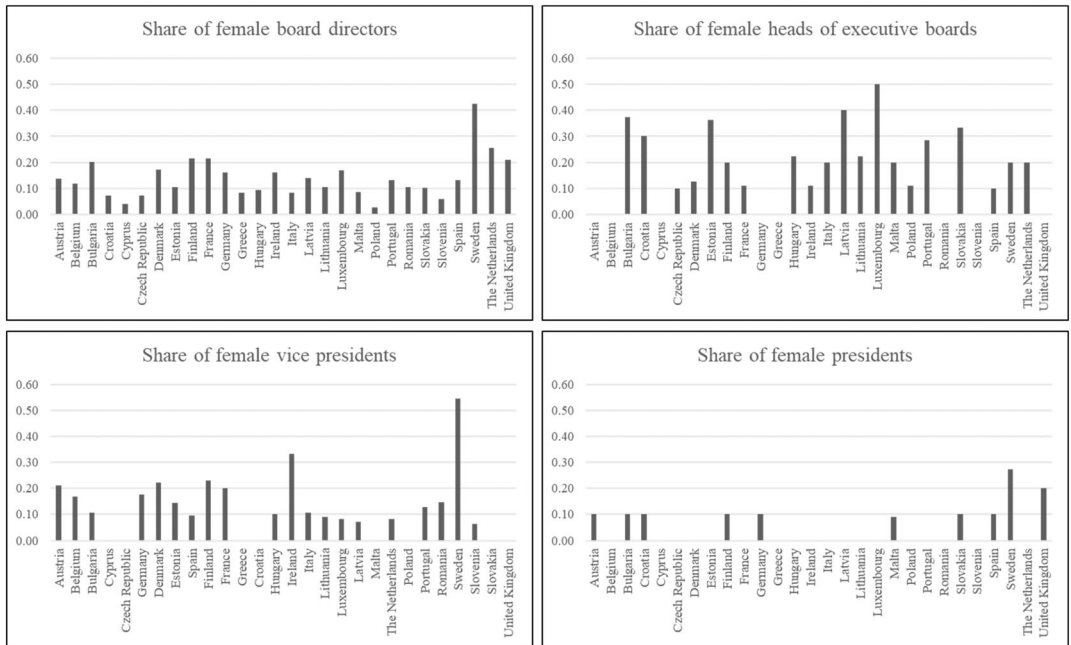 Share of female board directors
0.60
0.50
0.40
0.30
0.20
0.10
0.00
Austria
Belgium
Bulgaria
Croatia
Cyprus
Czech Republic
Denmark
Estonia
Finland
France
Germany
Greece
Hungary
Ireland
Italy
Latvia
Lithuania
Luxembourg
Malta
Poland
Portugal
Romania
Slovakia
Slovenia
Spain
Sweden
The Netherlands
United Kingdom
Share of female heads of executive boards
0.60
0.50
0.40
0.30
0.20
0.10
0.00
Austria
Belgium
Bulgaria
Croatia
Cyprus
Czech Republic
Denmark
Estonia
Finland
France
Germany
Greece
Hungary
Ireland
Italy
Latvia
Lithuania
Luxembourg
Malta
Poland
Portugal
Romania
Slovakia
Slovenia
Spain
Sweden
The Netherlands
United Kingdom
Share of female vice presidents
0.60
0.50
0.40
0.30
0.20
0.10
0.00
Austria
Belgium
Bulgaria
Cyprus
Czech Republic
Germany
Denmark
Estonia
Spain
Finland
France
Greece
Croatia
Hungary
Ireland
Italy
Lithuania
Luxembourg
Latvia
Malta
The Netherlands
Poland
Portugal
Romania
Sweden
Slovenia
Slovakia
United Kingdom
Share of female presidents
0.60
0.50
0.40
0.30
0.20
0.10
0.00
Austria
Belgium
Bulgaria
Croatia
Cyprus
Czech Republic
Denmark
Estonia
Finland
France
Germany
Greece
Hungary
Ireland
Italy
Latvia
Lithuania
Luxembourg
Malta
Poland
Portugal
Romania
Slovakia
Slovenia
Spain
Sweden
The Netherlands
United Kingdom